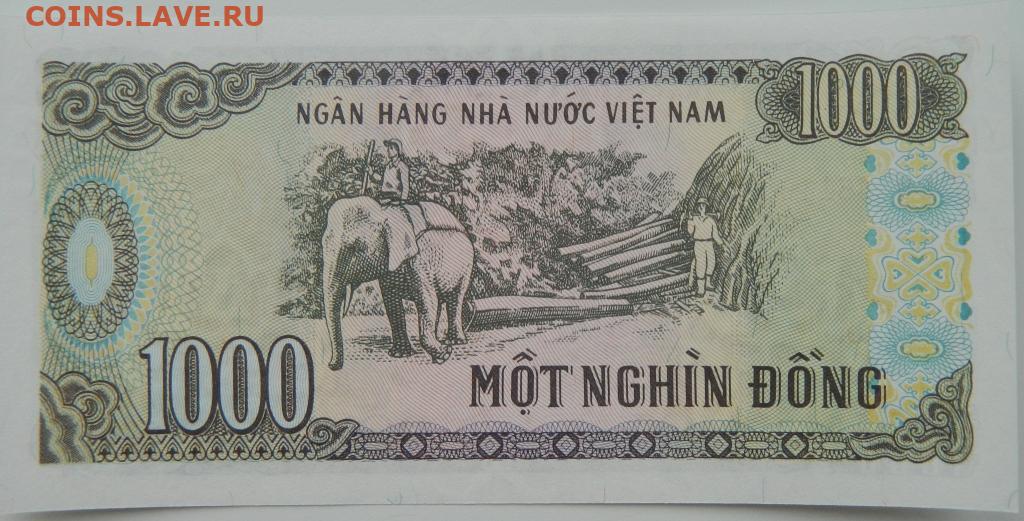 COINS.LAVE.RU
1000
NGÂN HÀNG NHÀ NƯỚC VIỆT NAM
1000
MỘT NGHÌN ĐỒNG